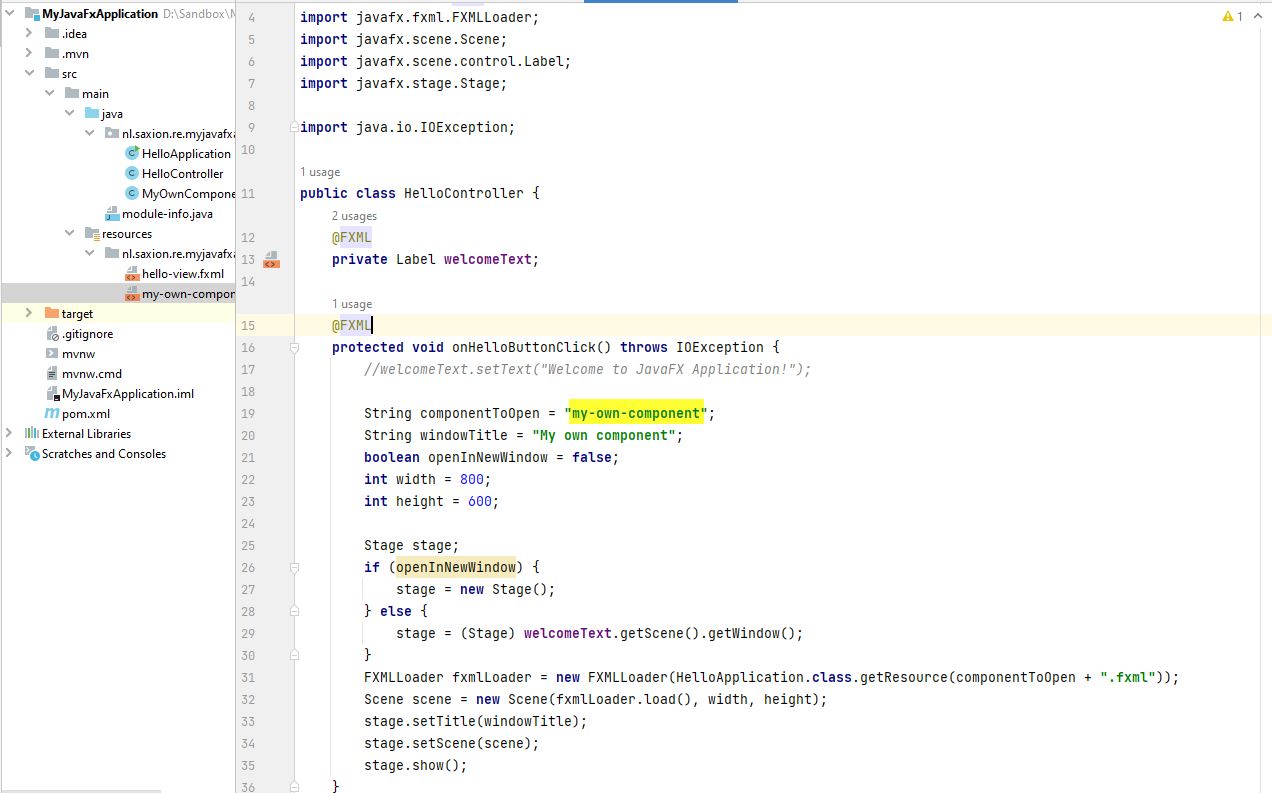 MyJavaFxApplication D:\Sandbox\M
.idea
.mvn
src
main
java
nl.saxion.re.myjavafxa
HelloApplication
HelloController
MyOwnCompone
module-info.java
resources
nl.saxion.re.myjavafxa
hello-view.fxml
my-own-compor
target
.gitignore
mvnw
mvnw.cmd
MyJavaFxApplication.iml
pom.xml
External Libraries
Scratches and Consoles
1
4 import javafx.fxml.FXMLLoader;
5 import javafx.scene.Scene;
6 import javafx.scene.control.Label;
7 import javafx.stage.Stage;
8
9 import java.io.IOException;
10
1 usage
11 public class HelloController {
2 usages
12 @FXML
13 private Label welcomeText;
14
1 usage
15 @FXML
16 protected void onHelloButtonClick() throws IOException {
17 //welcomeText.setText("Welcome to JavaFX Application!");
18
19 String componentToOpen = "my-own-component";
20 String windowTitle = "My own component";
21 boolean openInNewWindow = false;
22 int width = 800;
23 int height = 600;
24
25 Stage stage;
26 if (openInNewWindow) {
27 stage = new Stage();
28 } else {
29 stage = (Stage) welcomeText.getScene().getWindow();
30 }
31 FXMLLoader fxmlLoader = new FXMLLoader(HelloApplication.class.getResource(componentToOpen + ".fxml"));
32 Scene scene = new Scene(fxmlLoader.load(), width, height);
33 stage.setTitle(windowTitle);
34 stage.setScene(scene);
35 stage.show();
36 }